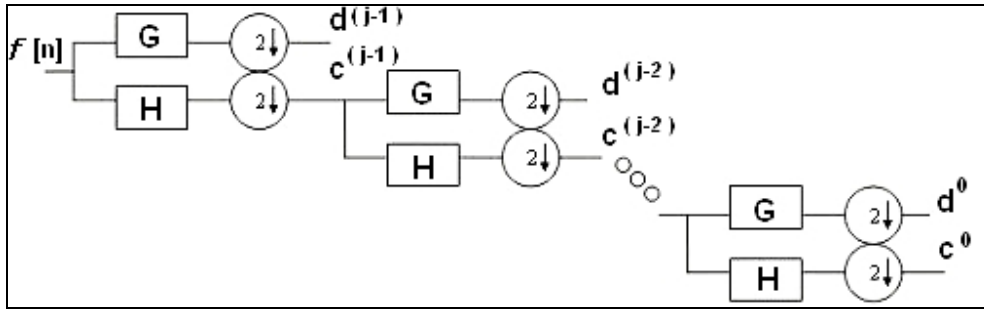 f [n]
G
2↓
d(j-1)
H
2↓
c(j-1)
G
2↓
d(j-2)
H
2↓
c(j-2)
G
2↓
d0
H
2↓
c0